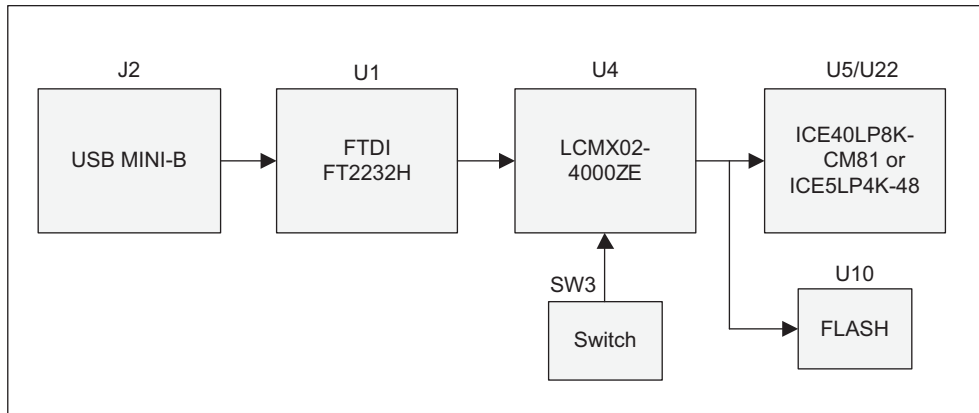 J2
U1
U4
U5/U22
USB MINI-B
FTDI
FT2232H
LCMX02-
4000ZE
ICE40LP8K-
CM81 or
ICE5LP4K-48
SW3
Switch
U10
FLASH